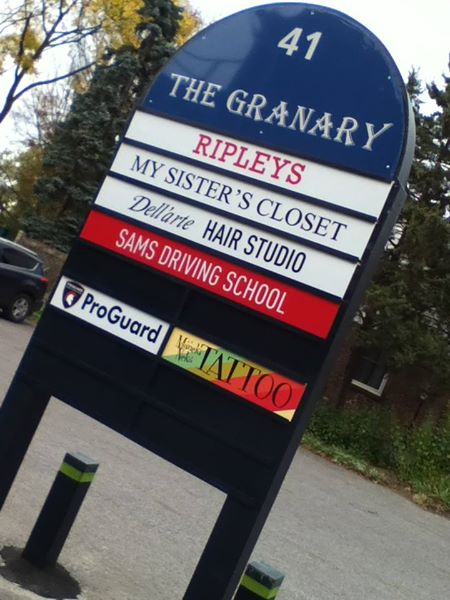 41
THE GRANARY
RIPLEYS
MY SISTER'S CLOSET
Dell'arte HAIR STUDIO
SAMS DRIVING SCHOOL
ProGuard
TATTOO